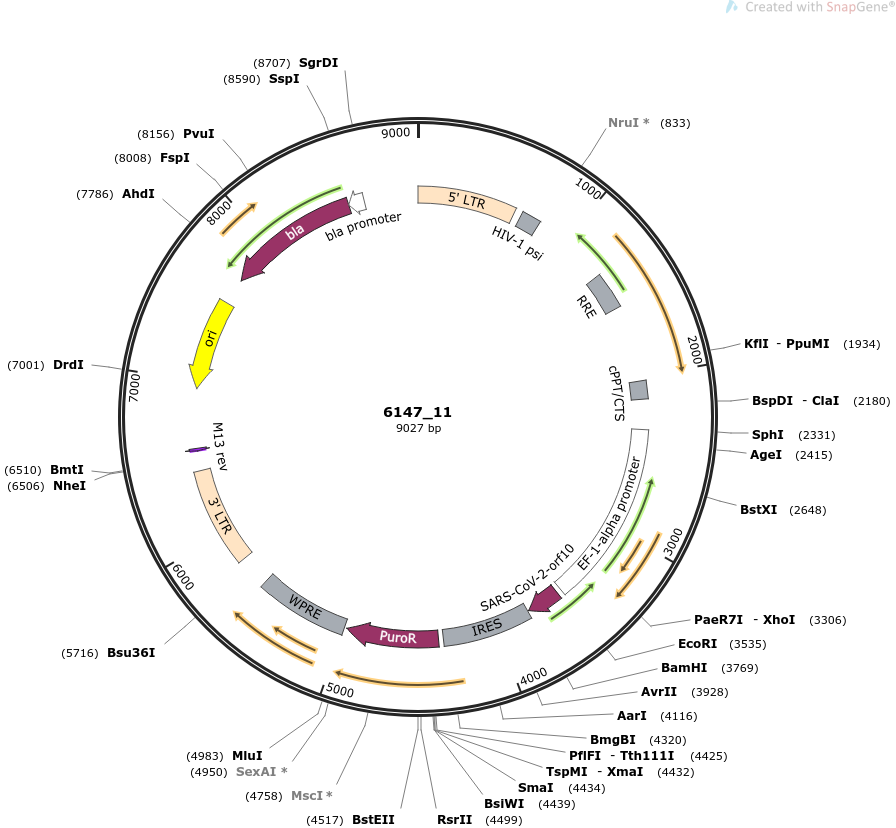 Created with SnapGene®
(8707) SgrDI
(8590) SspI
(8156) PvuI
(8008) FspI
(7786) AhdI
(7001) DrdI
(6510) BmtI
(6506) NheI
(5716) Bsu36I
(4983) MluI
(4950) SexAI *
(4758) MscI *
(4517) BstEII
RsrII (4499)
BsiWI (4439)
SmaI (4434)
TspMI - XmaI (4432)
PflFI - Tth111I (4425)
BmgBI (4320)
AarI (4116)
AvrII (3928)
BamHI (3769)
EcoRI (3535)
PaeR7I - XhoI (3306)
BstXI (2648)
AgeI (2415)
SphI (2331)
BspDI - ClaI (2180)
KflI - PpuMI (1934)
NruI * (833)
9000
1000
2000
3000
4000
5000
6000
7000
8000
5' LTR
HIV-1 psi
RRE
cPPT/CTS
EF-1-alpha promoter
SARS-CoV-2-orf10
IRES
PuroR
WPRE
3' LTR
M13 rev
ori
bla
bla promoter
6147_11
9027 bp